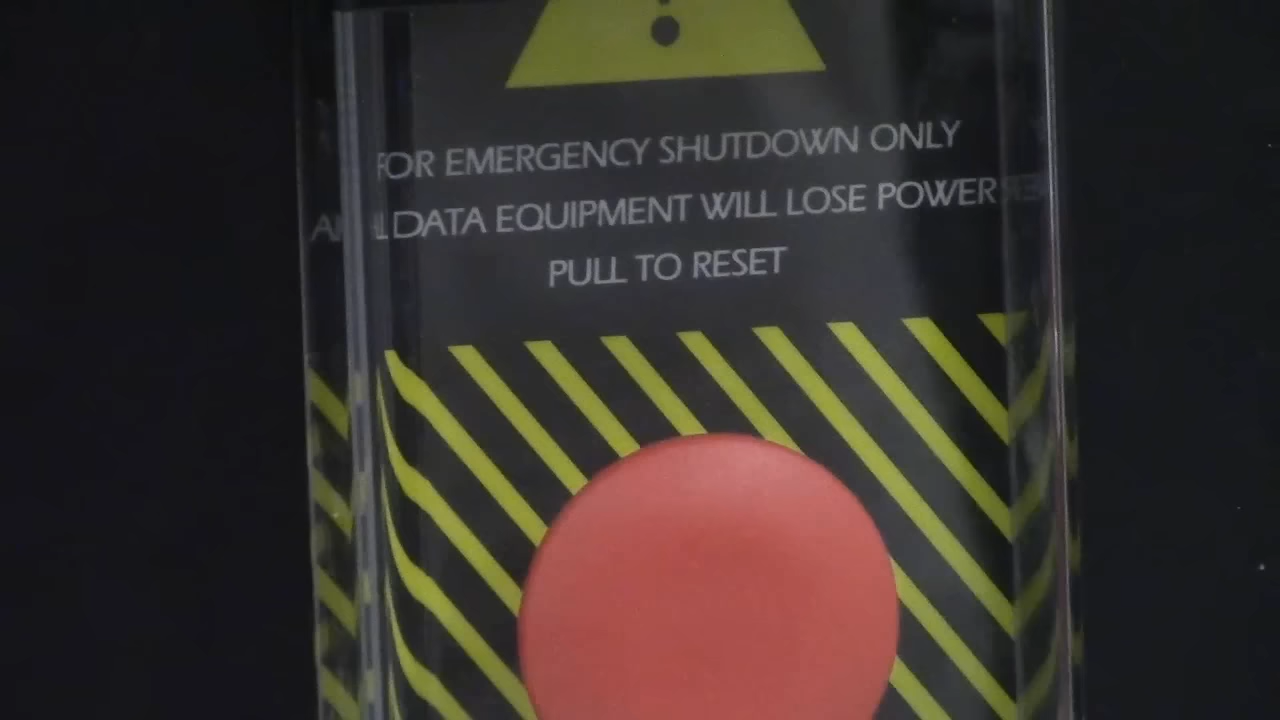 FOR EMERGENCY SHUTDOWN ONLY
DATA EQUIPMENT WILL LOSE POWER
PULL TO RESET